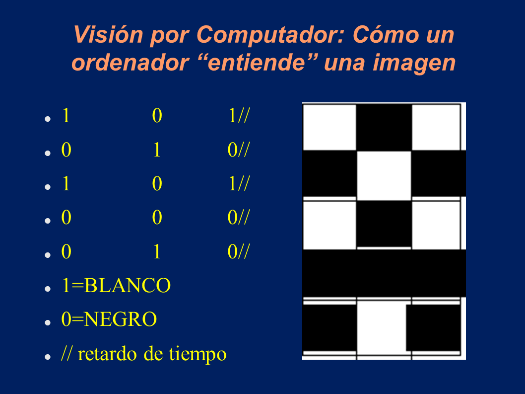 Visión por Computador: Cómo un
ordenador “entiende” una imagen
1 0 1//
0 1 0//
1 0 1//
0 0 0//
0 1 0//
1=BLANCO
0=NEGRO
// retardo de tiempo